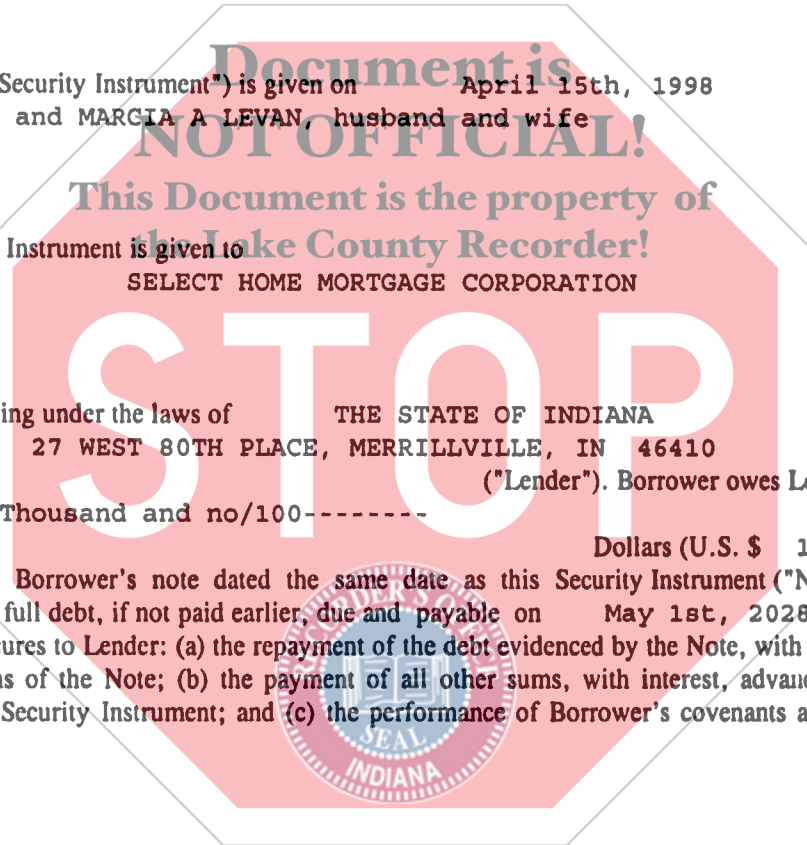 Document is
Security Instrument") is given on April 15th, 1998
and MARCIA A LEVAN, husband and wife
NOT OFFICIAL!
This Document is the property of
the Lake County Recorder!
Instrument is given to
SELECT HOME MORTGAGE CORPORATION
STOP
ing under the laws of THE STATE OF INDIANA
27 WEST 80TH PLACE, MERRILLVILLE, IN 46410
("Lender"). Borrower owes Le
Thousand and no/100--------
Dollars (U.S. $ 1
Borrower's note dated the same date as this Security Instrument ("N
full debt, if not paid earlier, due and payable on May 1st, 2028
ures to Lender: (a) the repayment of the debt evidenced by the Note, with
s of the Note; (b) the payment of all other sums, with interest, advanc
Security Instrument; and (c) the performance of Borrower's covenants a
RECORDER'S OFFICE
SEAL
INDIANA